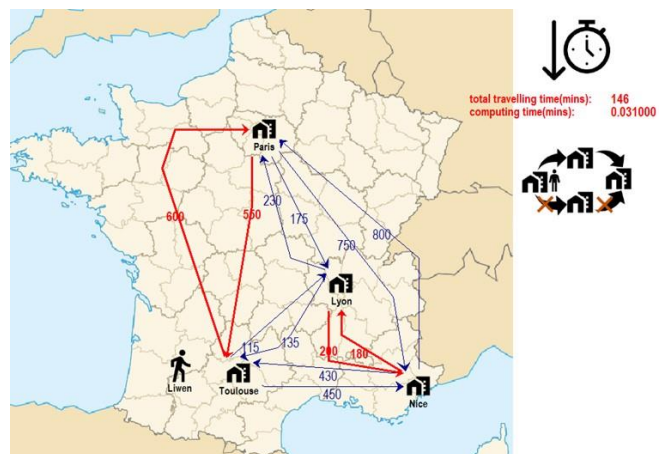 total travelling time(mins): 146
computing time(mins): 0.031000
Paris
230
175
600
550
750
800
Lyon
115
135
200
180
430
450
Liwen
Toulouse
Nice